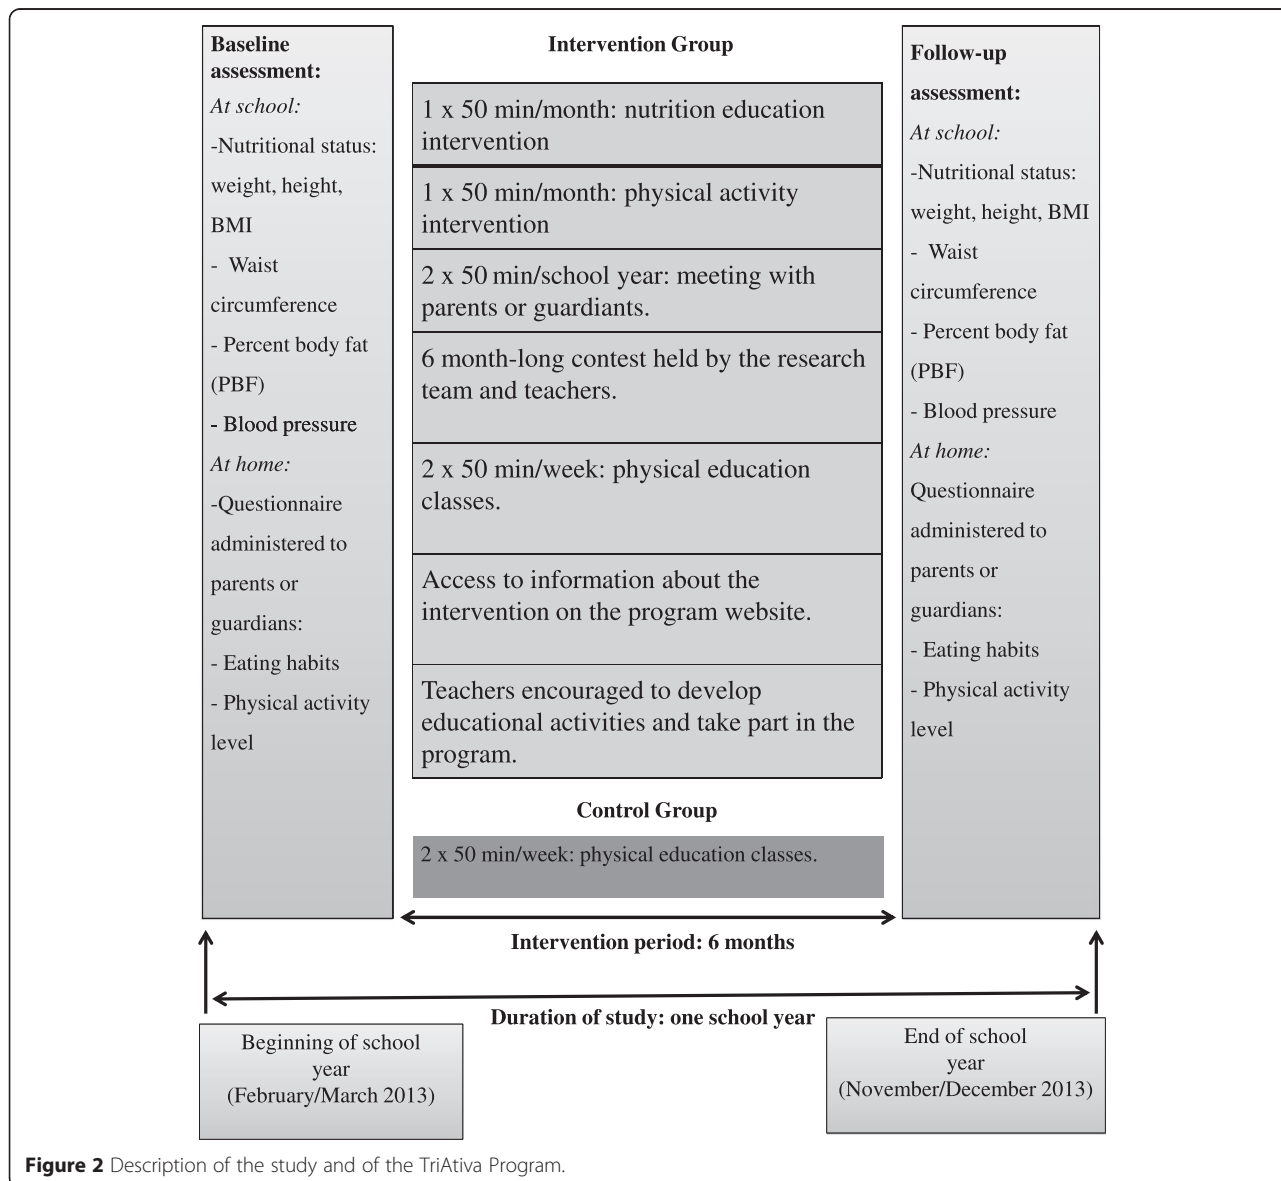 Baseline
assessment:
At school:
-Nutritional status:
weight, height,
BMI
- Waist
circumference
- Percent body fat
(PBF)
- Blood pressure
At home:
-Questionnaire
administered to
parents or
guardians:
- Eating habits
- Physical activity
level
Intervention Group
1 x 50 min/month: nutrition education
intervention
1 x 50 min/month: physical activity
intervention
2 x 50 min/school year: meeting with
parents or guardiants.
6 month-long contest held by the research
team and teachers.
2 x 50 min/week: physical education
classes.
Access to information about the
intervention on the program website.
Teachers encouraged to develop
educational activities and take part in the
program.
Control Group
2 x 50 min/week: physical education classes.
Follow-up
assessment:
At school:
-Nutritional status:
weight, height, BMI
- Waist
circumference
- Percent body fat
(PBF)
- Blood pressure
At home:
Questionnaire
administered to
parents or
guardians:
- Eating habits
- Physical activity
level
Intervention period: 6 months
Duration of study: one school year
Beginning of school
year
(February/March 2013)
End of school
year
(November/December 2013)
Figure 2 Description of the study and of the TriAtiva Program.